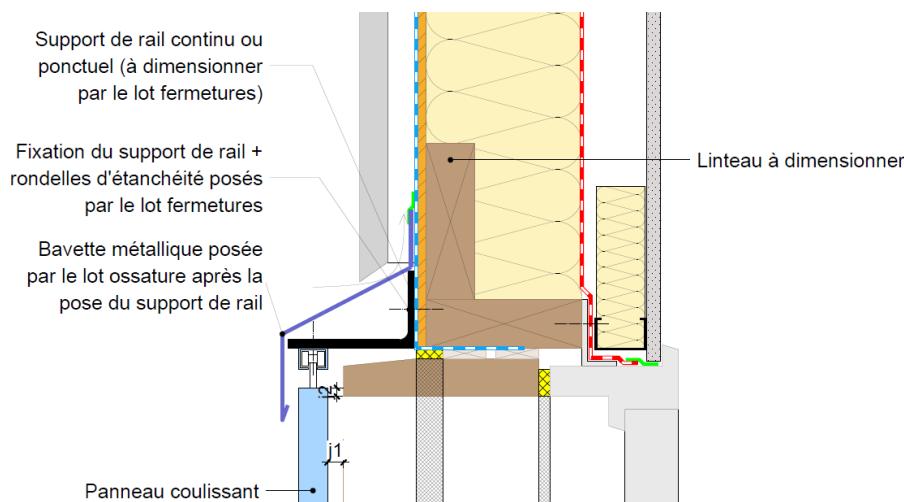 Support de rail continu ou
ponctuel (à dimensionner
par le lot fermetures)
Fixation du support de rail +
rondelles d'étanchéité posés
par le lot fermetures
Bavette métallique posée
par le lot ossature après la
pose du support de rail
Linteau à dimensionner
j2
j1
Panneau coulissant